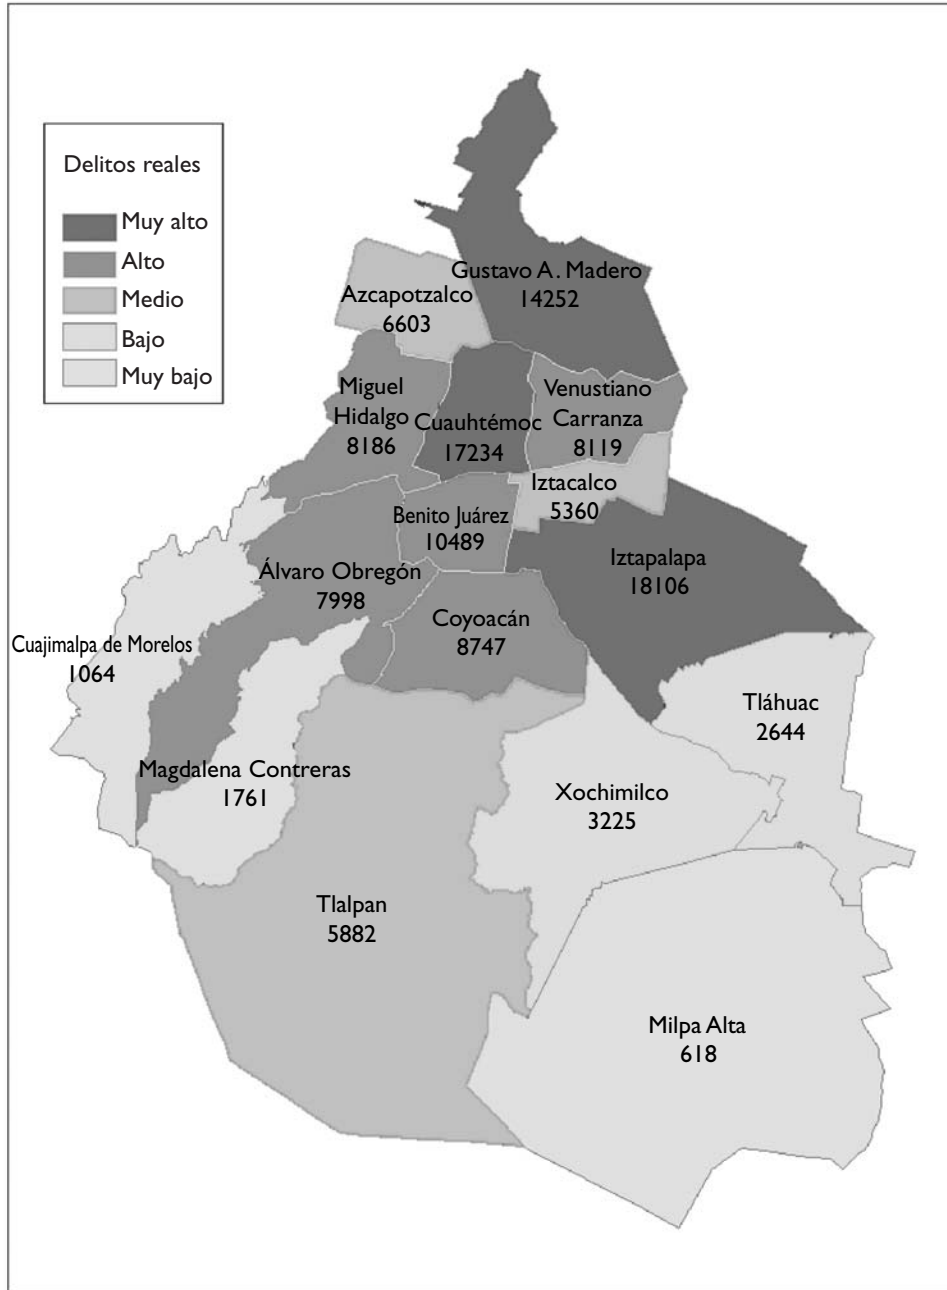 Delitos reales
Muy alto
Alto
Medio
Bajo
Muy bajo
Gustavo A. Madero
14252
Azcapotzalco
6603
Miguel
Hidalgo
8186
Cuauhtémoc
17234
Venustiano
Carranza
8119
Iztacalco
5360
Benito Juárez
10489
Iztapalapa
18106
Álvaro Obregón
7998
Coyoacán
8747
Cuajimalpa de Morelos
1064
Tláhuac
2644
Magdalena Contreras
1761
Xochimilco
3225
Tlalpan
5882
Milpa Alta
618